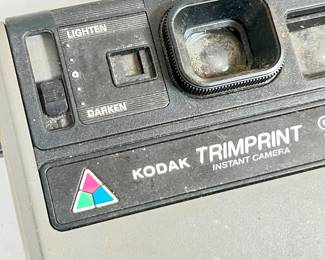 LIGHTEN
DARKEN
KODAK TRIMPRINT
INSTANT CAMERA